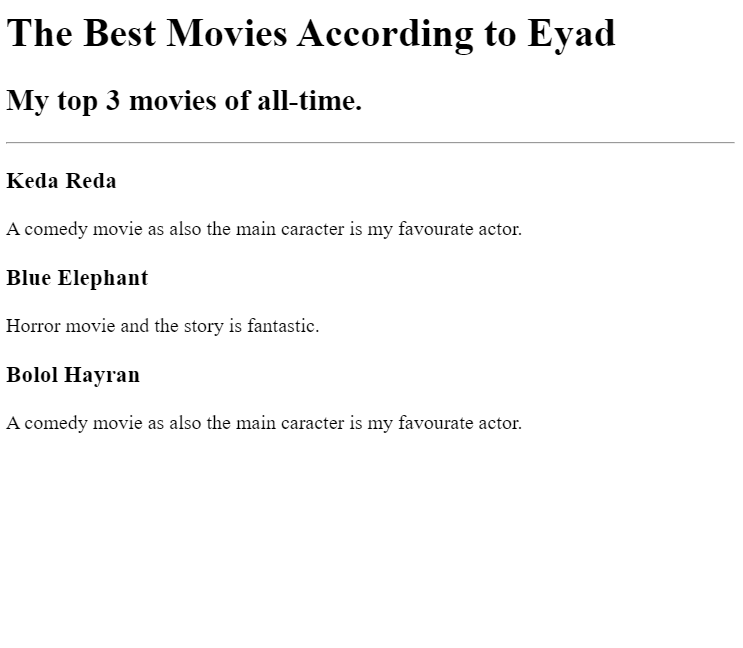 The Best Movies According to Eyad
My top 3 movies of all-time.
Keda Reda
A comedy movie as also the main caracter is my favourate actor.
Blue Elephant
Horror movie and the story is fantastic.
Bolol Hayran
A comedy movie as also the main caracter is my favourate actor.